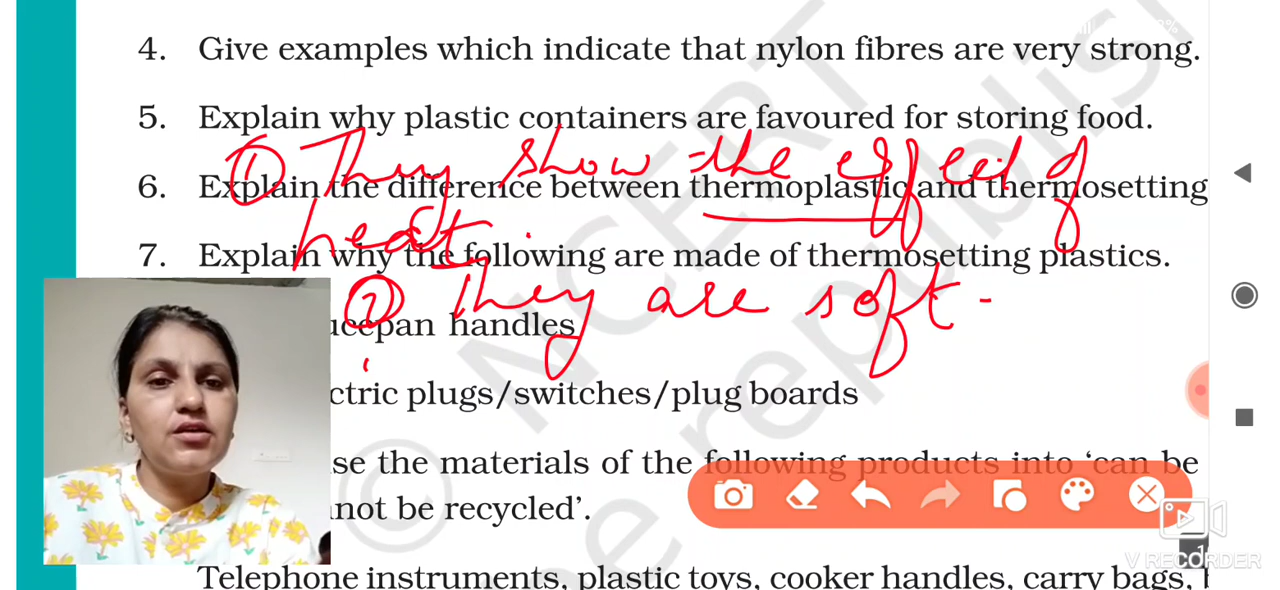 4. Give examples which indicate that nylon fibres are very strong.
5. Explain why plastic containers are favoured for storing food.
① They show the effect of
6. Explain the difference between thermoplastic and thermosetting
heat
7. Explain why the following are made of thermosetting plastics.
② They are soft -
ucepan handles
ctric plugs/switches/plug boards
se the materials of the following products into ‘can be
not be recycled’.
Telephone instruments, plastic toys, cooker handles, carry bags,
© NCERT
republish
V RECORDER